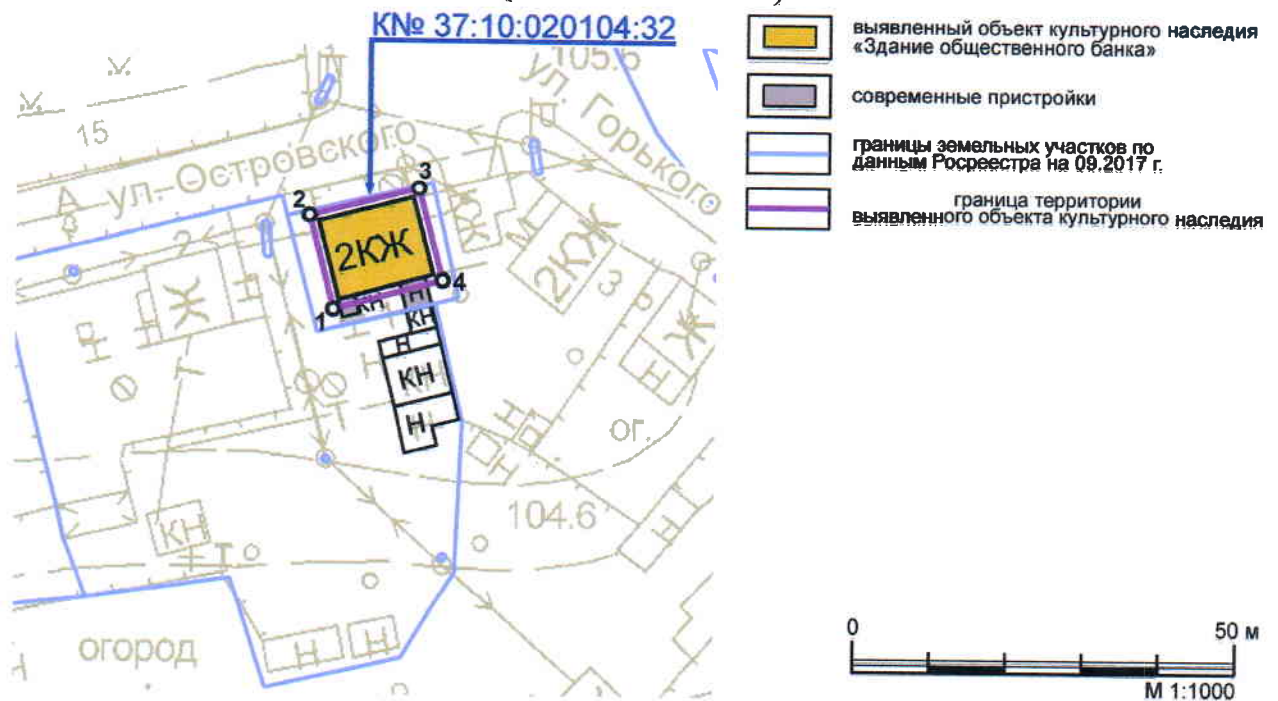 К№ 37:10:020104:32
выявленный объект культурного наследия
«Здание общественного банка»
современные пристройки
границы земельных участков по
данным Росреестра на 09.2017 г.
граница территории
выявленного объекта культурного наследия
105.6
15
ул. Островского
ул. Горького
А
2
3
2КЖ
КЖ
2КЖ
4
1
КН
Н
КН
Н
КН
Н
Ж
Н
Н
Т
Ж
Н
Н
Н
ог.
104.6
Н
КН
Т
огород
Н
Н
0
50 м
М 1:1000